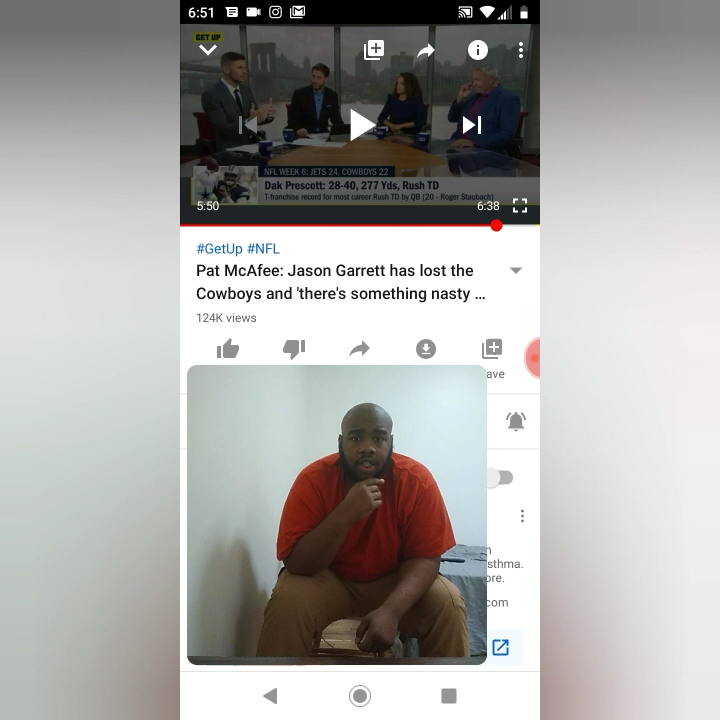 6:51
GET UP
NFL WEEK 6: JETS 24, COWBOYS 22
Dak Prescott: 28-40, 277 Yds, Rush TD
T-franchise record for most career Rush TD by QB (20 - Roger Staubach)
5:50
6:38
#GetUp #NFL
Pat McAfee: Jason Garrett has lost the
Cowboys and 'there's something nasty ...
124K views
ave
n
sthma.
ore.
com